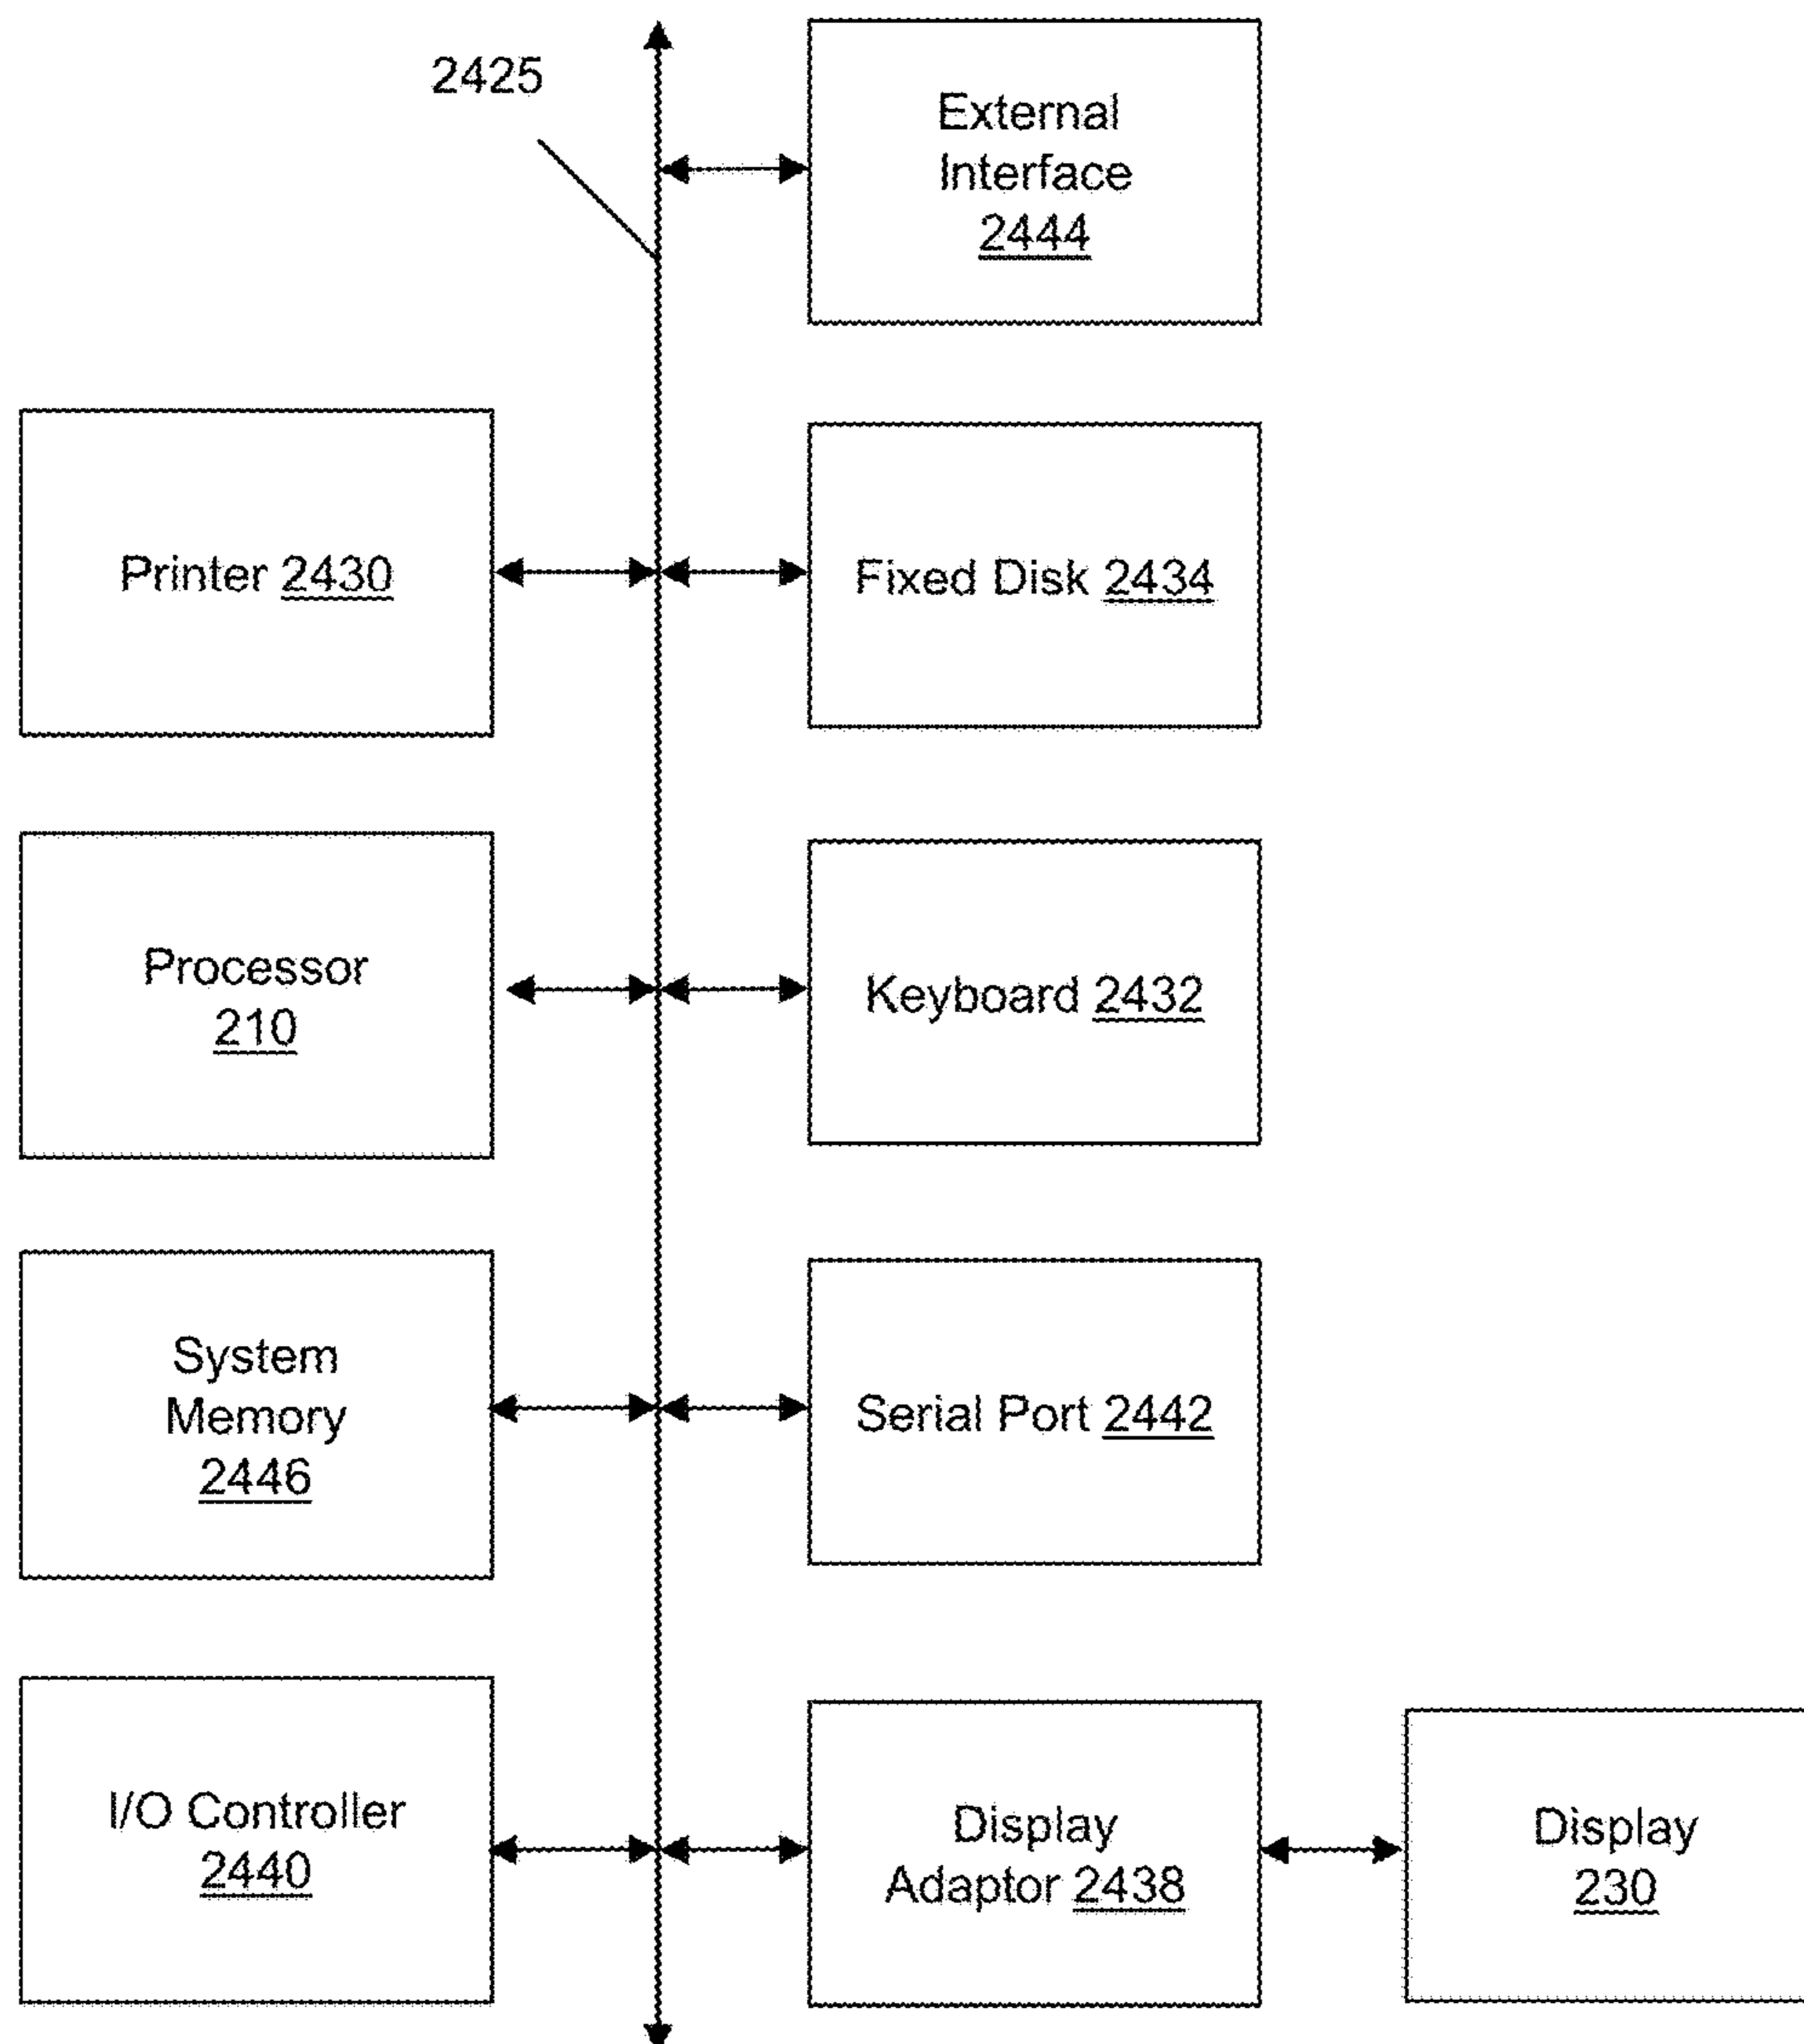 2425
External
Interface
2444
Printer 2430
Fixed Disk 2434
Processor
210
Keyboard 2432
System
Memory
2446
Serial Port 2442
I/O Controller
2440
Display
Adaptor 2438
Display
230